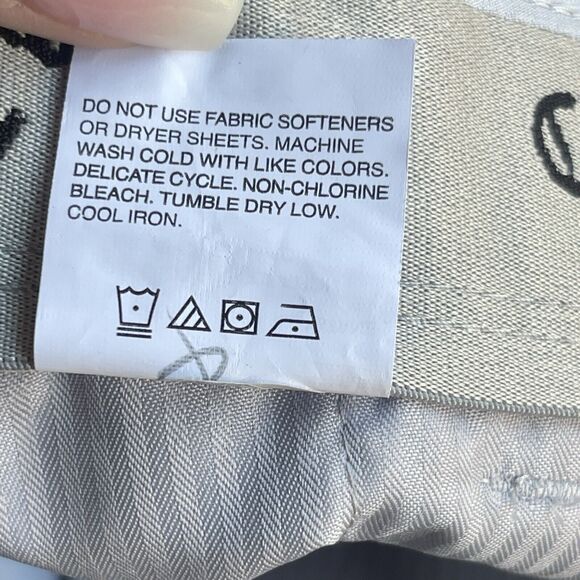 DO NOT USE FABRIC SOFTENERS
OR DRYER SHEETS. MACHINE
WASH COLD WITH LIKE COLORS.
DELICATE CYCLE. NON-CHLORINE
BLEACH. TUMBLE DRY LOW.
COOL IRON.